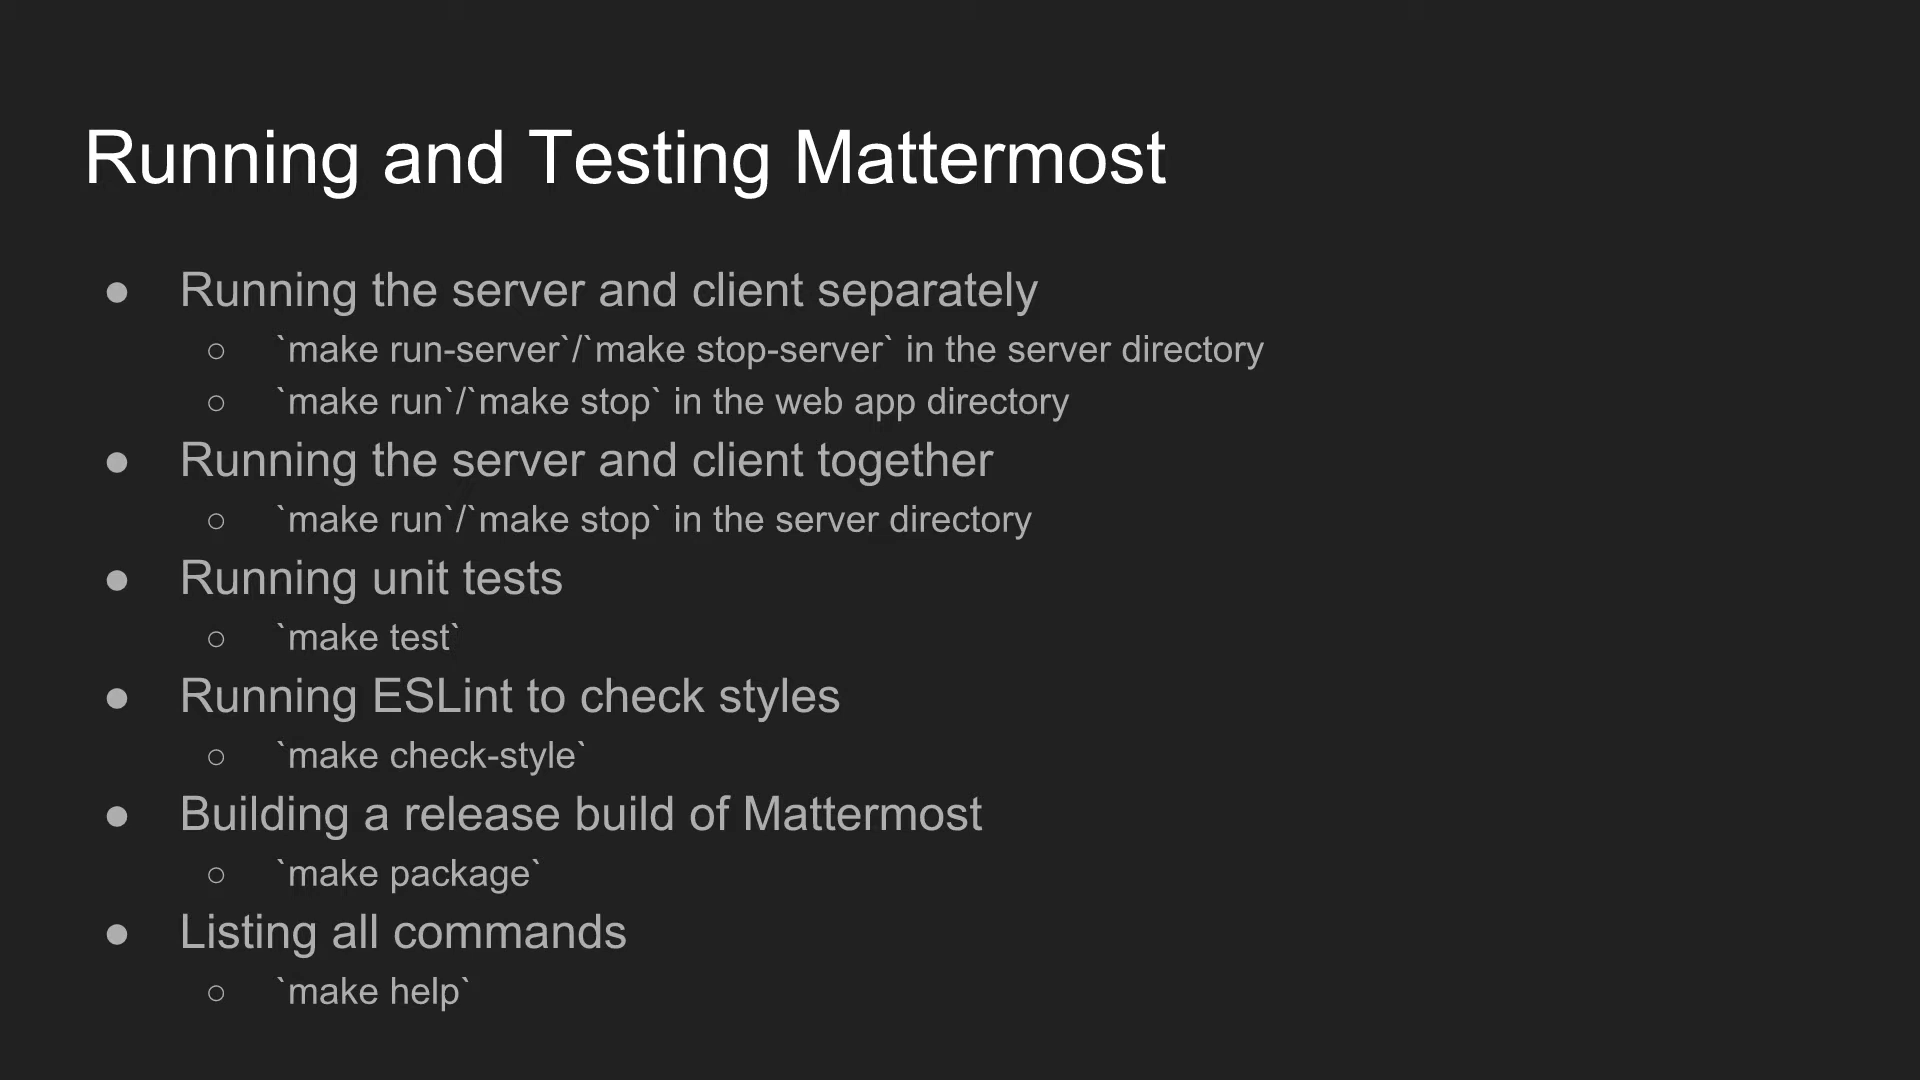 Running and Testing Mattermost
● Running the server and client separately
○ `make run-server`/`make stop-server` in the server directory
○ `make run`/`make stop` in the web app directory
● Running the server and client together
○ `make run`/`make stop` in the server directory
● Running unit tests
○ `make test`
● Running ESLint to check styles
○ `make check-style`
● Building a release build of Mattermost
○ `make package`
● Listing all commands
○ `make help`